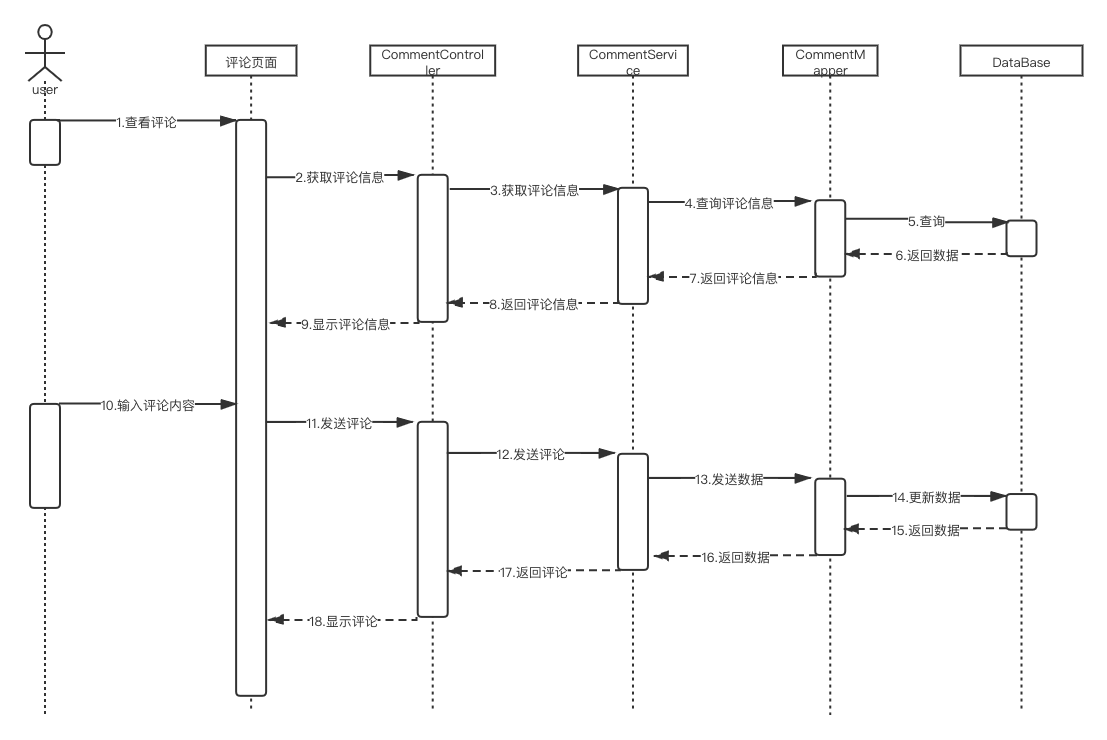 user
评论页面
CommentControl
ler
CommentServi
ce
CommentM
apper
DataBase
1.查看评论
2.获取评论信息
3.获取评论信息
4.查询评论信息
5.查询
6.返回数据
7.返回评论信息
8.返回评论信息
9.显示评论信息
10.输入评论内容
11.发送评论
12.发送评论
13.发送数据
14.更新数据
15.返回数据
16.返回数据
17.返回评论
18.显示评论